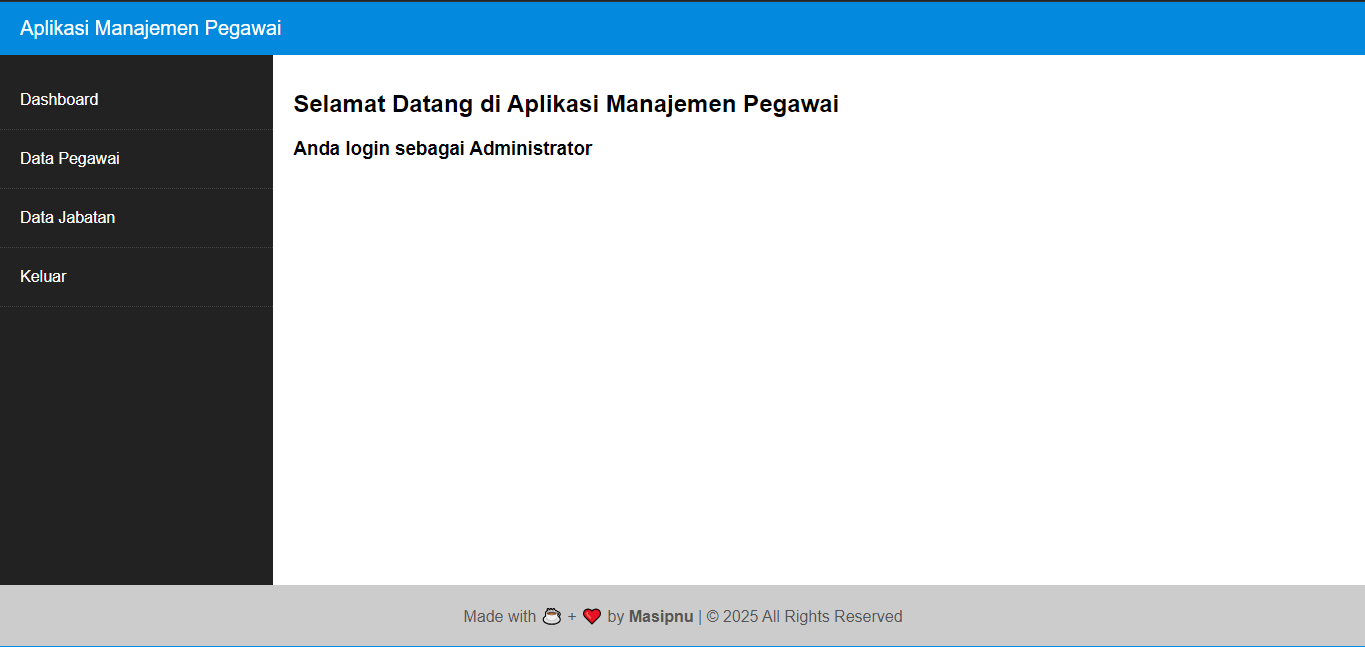 Aplikasi Manajemen Pegawai
Dashboard
Data Pegawai
Data Jabatan
Keluar
Selamat Datang di Aplikasi Manajemen Pegawai
Anda login sebagai Administrator
Made with ☕ + ❤️ by Masipnu | © 2025 All Rights Reserved